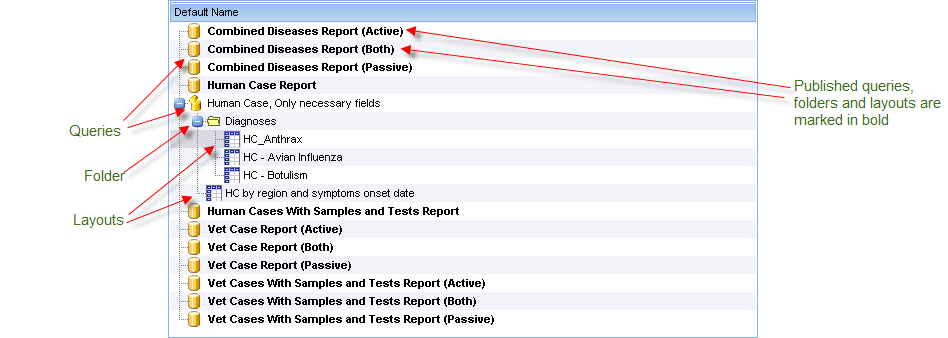 Default Name
Combined Diseases Report (Active)
Combined Diseases Report (Both)
Combined Diseases Report (Passive)
Human Case Report
Human Case, Only necessary fields
Diagnoses
HC_Anthrax
HC - Avian Influenza
HC - Botulism
HC by region and symptoms onset date
Human Cases With Samples and Tests Report
Vet Case Report (Active)
Vet Case Report (Both)
Vet Case Report (Passive)
Vet Cases With Samples and Tests Report (Active)
Vet Cases With Samples and Tests Report (Both)
Vet Cases With Samples and Tests Report (Passive)
Queries
Folder
Layouts
Published queries,
folders and layouts are
marked in bold